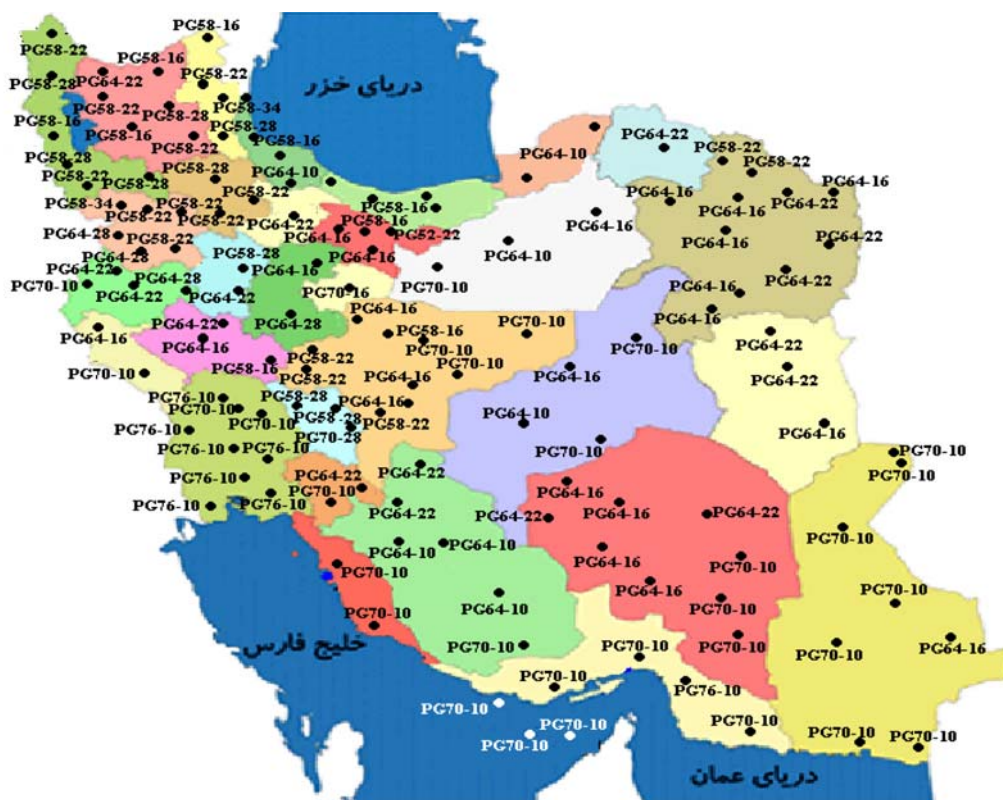 PG58-16
PG58-22
PG58-16
دریای خزر
PG64-22
PG58-22
PG58-28
PG58-34
PG58-22
PG58-28
PG58-16
PG58-16
PG58-28
PG58-16
PG64-22
PG58-22
PG58-22
PG58-22
PG58-28
PG58-28
PG64-10
PG64-10
PG58-22
PG58-28
PG58-22
PG64-16
PG64-16
PG64-22
PG58-34
PG58-22
PG58-22
PG64-22
PG58-16
PG58-16
PG64-16
PG64-16
PG52-22
PG64-16
PG64-22
PG64-28
PG58-22
PG58-28
PG64-10
PG64-28
PG64-16
PG64-16
PG64-22
PG64-28
PG70-10
PG64-22
PG70-10
PG64-22
PG64-22
PG70-16
PG64-16
PG64-16
PG64-16
PG64-22
PG64-28
PG58-16
PG70-10
PG64-16
PG64-16
PG70-10
PG70-10
PG64-22
PG58-22
PG58-16
PG70-10
PG70-10
PG64-16
PG64-22
PG58-22
PG64-16
PG76-10
PG58-28
PG64-16
PG70-10
PG70-10
PG58-28
PG58-22
PG64-10
PG64-16
PG76-10
PG70-28
PG76-10
PG76-10
PG70-10
PG70-10
PG70-10
PG76-10
PG64-22
PG64-22
PG64-16
PG76-10
PG76-10
PG70-10
PG64-22
PG64-22
PG64-16
PG64-22
PG70-10
PG64-10
PG64-10
PG64-16
PG70-10
PG70-10
PG64-16
PG64-10
PG70-10
PG70-10
PG70-10
خلیج فارس
PG70-10
PG70-10
PG70-10
PG64-16
PG70-10
PG70-10
PG76-10
PG70-10
PG70-10
PG70-10
PG70-10
PG70-10
PG70-10
دریای عمان